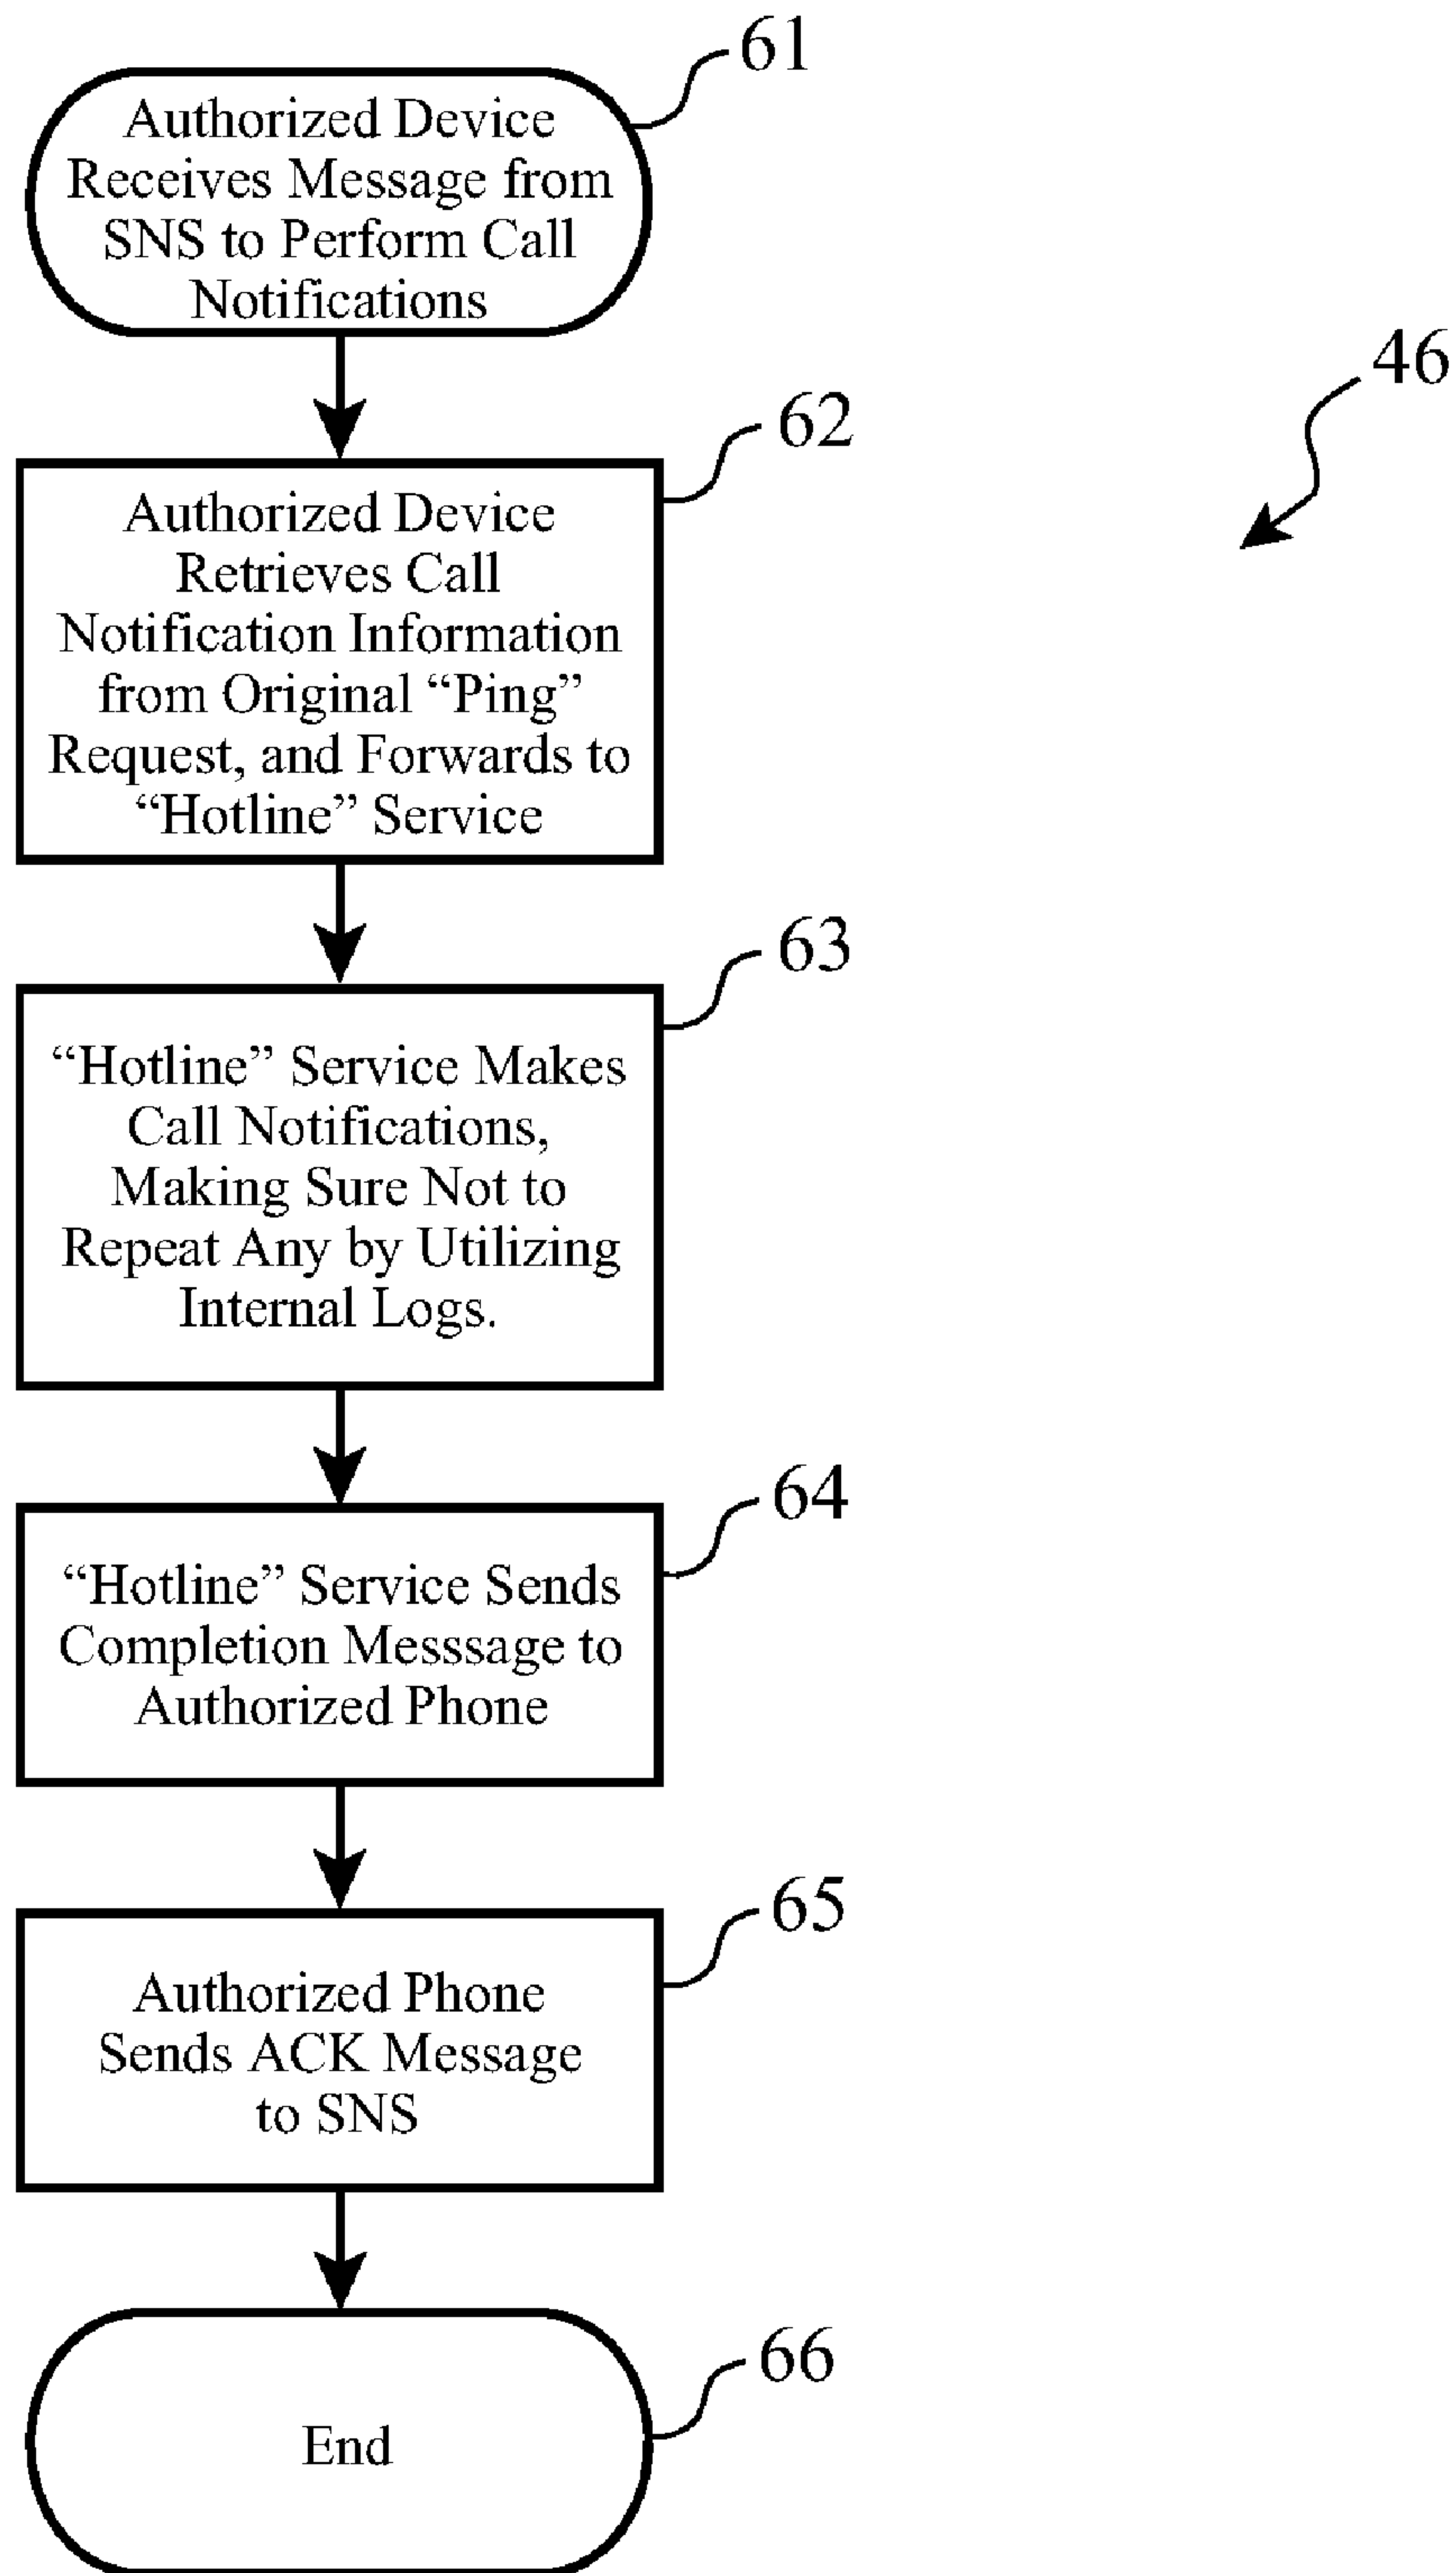 61
Authorized Device
Receives Message from
SNS to Perform Call
Notifications
46
62
Authorized Device
Retrieves Call
Notification Information
from Original “Ping”
Request, and Forwards to
“Hotline” Service
63
“Hotline” Service Makes
Call Notifications,
Making Sure Not to
Repeat Any by Utilizing
Internal Logs.
64
“Hotline” Service Sends
Completion Messsage to
Authorized Phone
65
Authorized Phone
Sends ACK Message
to SNS
66
End